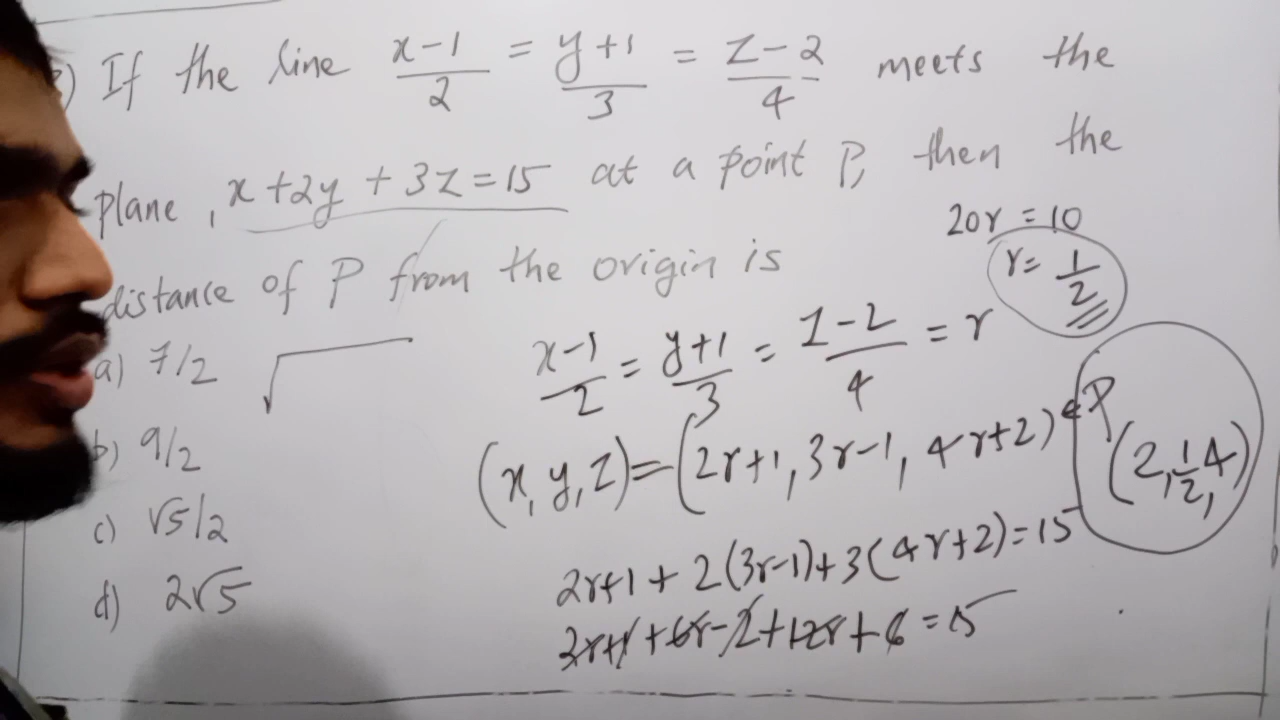 ) If the line x-1/2 = y+1/3 = z-2/4 meets the
plane, x+2y+3z=15 at a point P, then the
distance of P from the origin is
a) 7/2
b) 9/2
c) √5/2
d) 2√5
20r = 10
r = 1/2
x-1/2 = y+1/3 = z-2/4 = r
(x, y, z) = (2r+1, 3r-1, 4r+2) P
(2, 1/2, 4)
2r+1 + 2(3r-1) + 3(4r+2) = 15
2r+1 + 6r-2 + 12r + 6 = 15